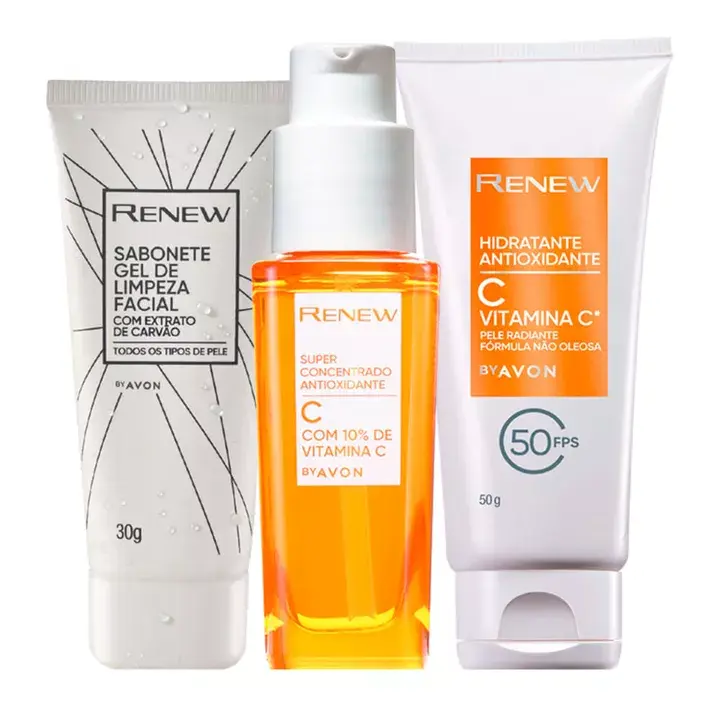 RENEW
SABONETE
GEL DE
LIMPEZA
FACIAL
COM EXTRATO
DE CARVÃO
TODOS OS TIPOS DE PELE
BY AVON
30g
RENEW
SUPER
CONCENTRADO
ANTIOXIDANTE
C
COM 10% DE
VITAMINA C
BY AVON
RENEW
HIDRATANTE
ANTIOXIDANTE
C
VITAMINA C*
PELE RADIANTE
FÓRMULA NÃO OLEOSA
BY AVON
50 FPS
50g